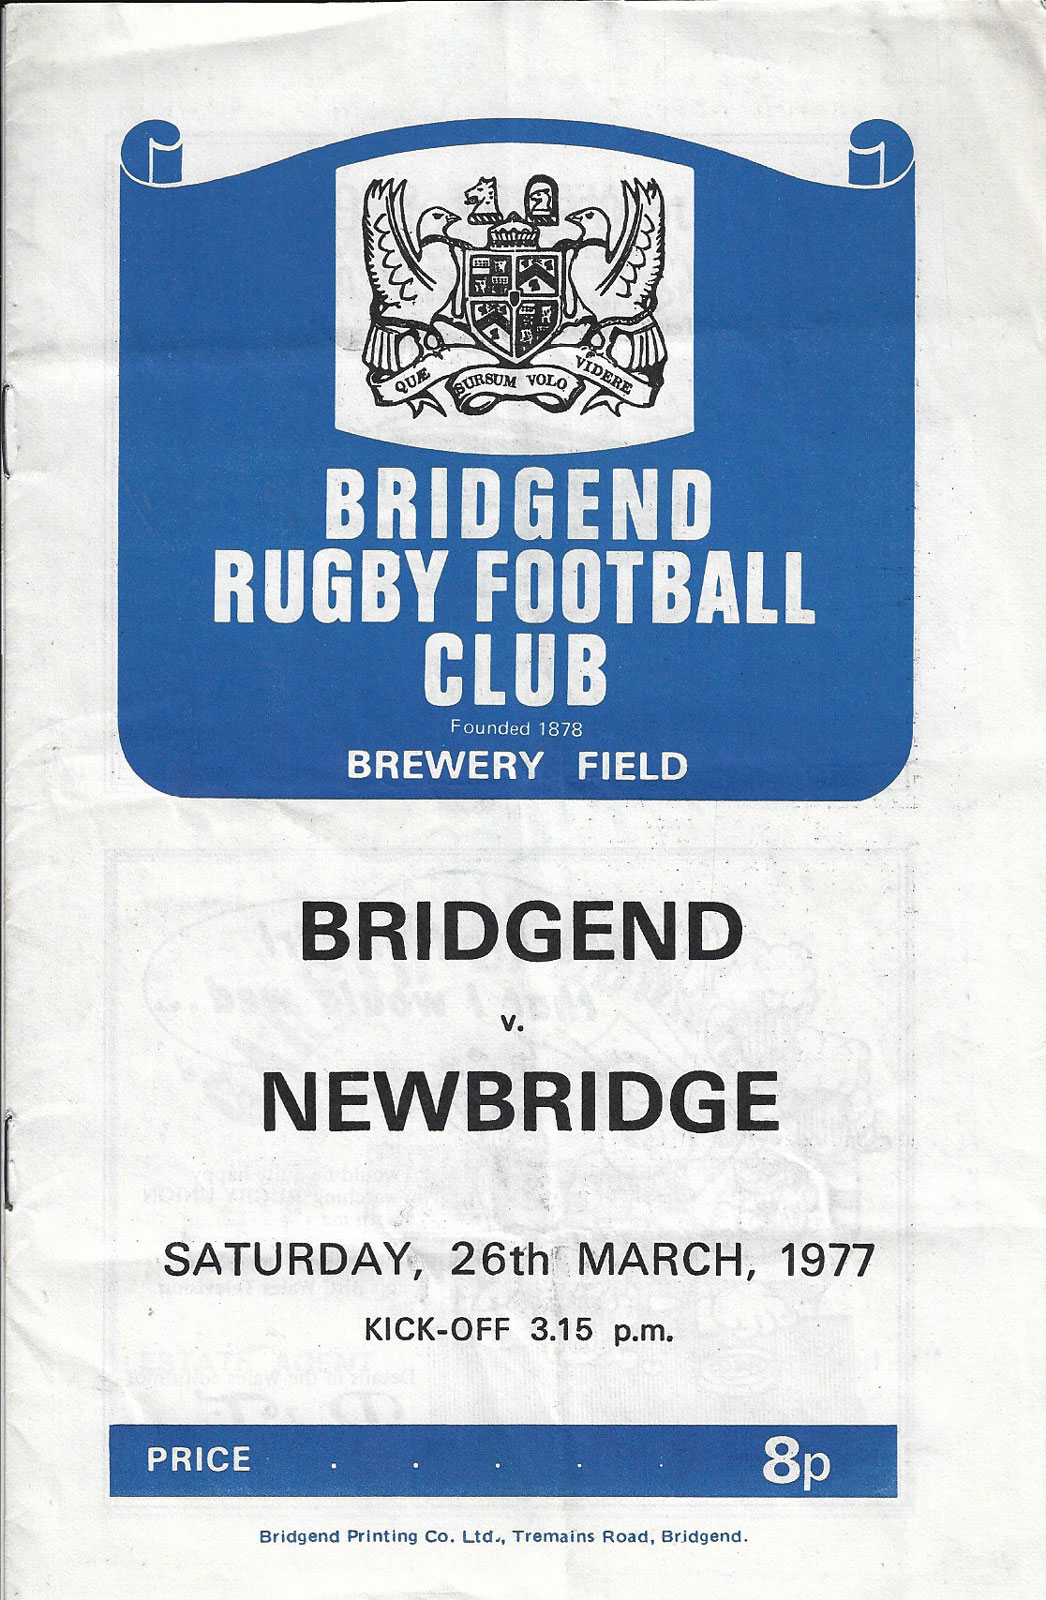 QUÆ SURSUM VOLO VIDERE
BRIDGEND
RUGBY FOOTBALL
CLUB
Founded 1878
BREWERY FIELD
BRIDGEND
v.
NEWBRIDGE
SATURDAY, 26th MARCH, 1977
KICK-OFF 3.15 p.m.
PRICE . . . . . 8p
Bridgend Printing Co. Ltd., Tremains Road, Bridgend.